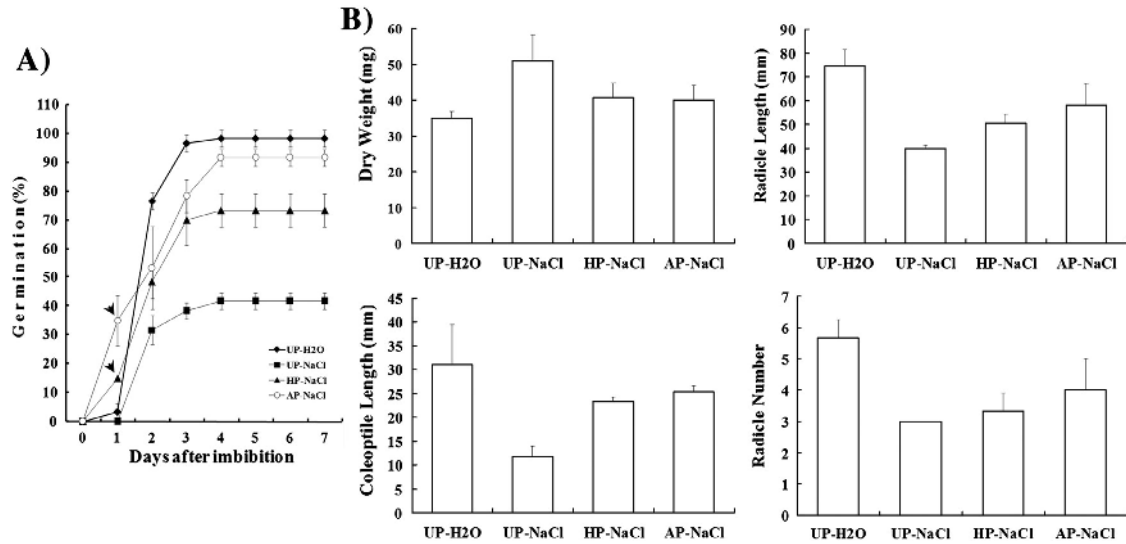 A)
Germination(%)
110
100
90
80
70
60
50
40
30
20
10
0
0 1 2 3 4 5 6 7
Days after imbibition
UP-H2O
UP-NaCl
HP-NaCl
AP-NaCl
B)
Dry Weight (mg)
60
50
40
30
20
10
0
UP-H2O UP-NaCl HP-NaCl AP-NaCl
Radicle Length (mm)
90
80
70
60
50
40
30
20
10
0
UP-H2O UP-NaCl HP-NaCl AP-NaCl
Coleoptile Length (mm)
45
40
35
30
25
20
15
10
5
0
UP-H2O UP-NaCl HP-NaCl AP-NaCl
Radicle Number
7
6
5
4
3
2
1
0
UP-H2O UP-NaCl HP-NaCl AP-NaCl